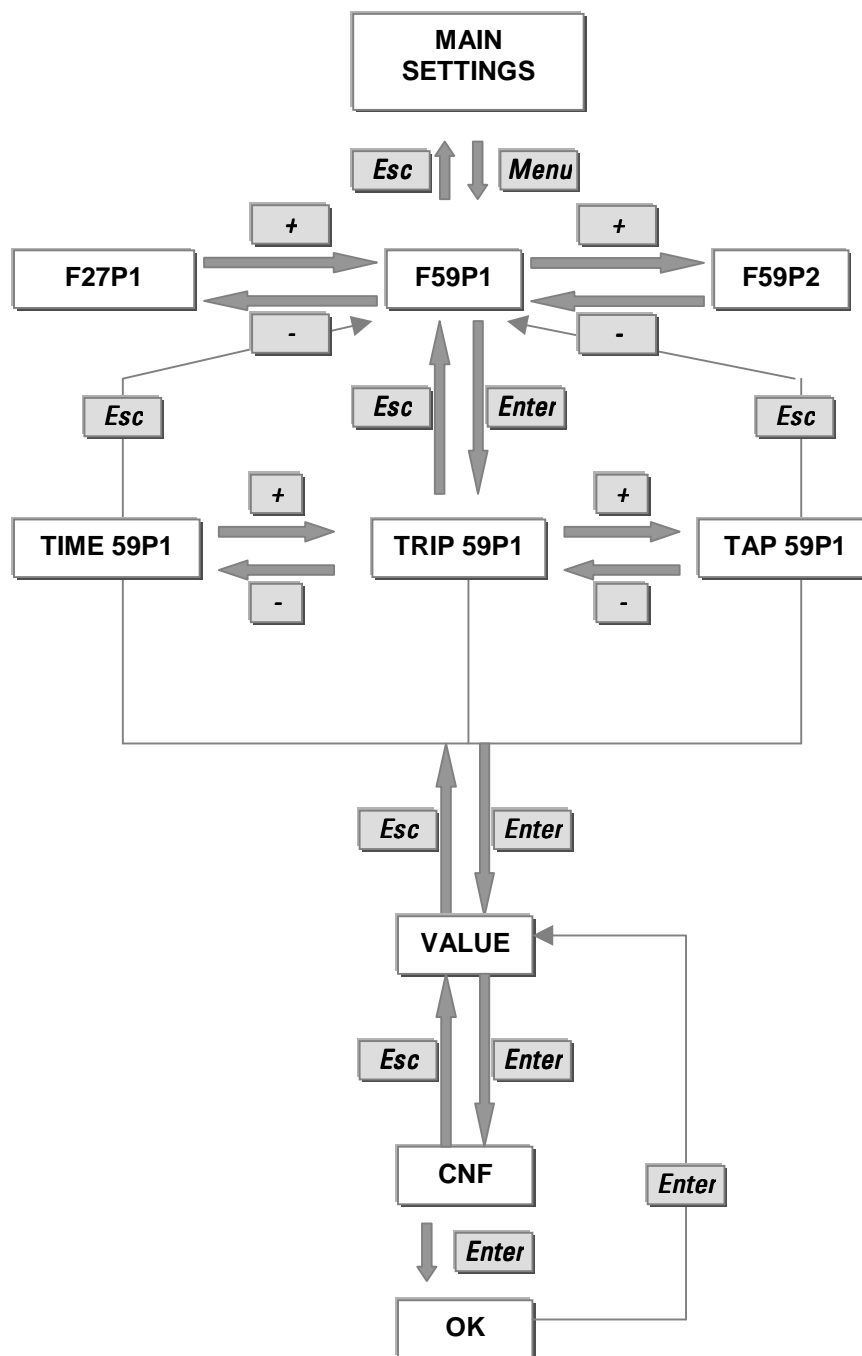 MAIN
SETTINGS
Esc
Menu
+
+
F27P1
F59P1
F59P2
-
-
Esc
Esc
Enter
Esc
+
+
TIME 59P1
TRIP 59P1
TAP 59P1
-
-
Esc
Enter
VALUE
Esc
Enter
CNF
Enter
Enter
OK